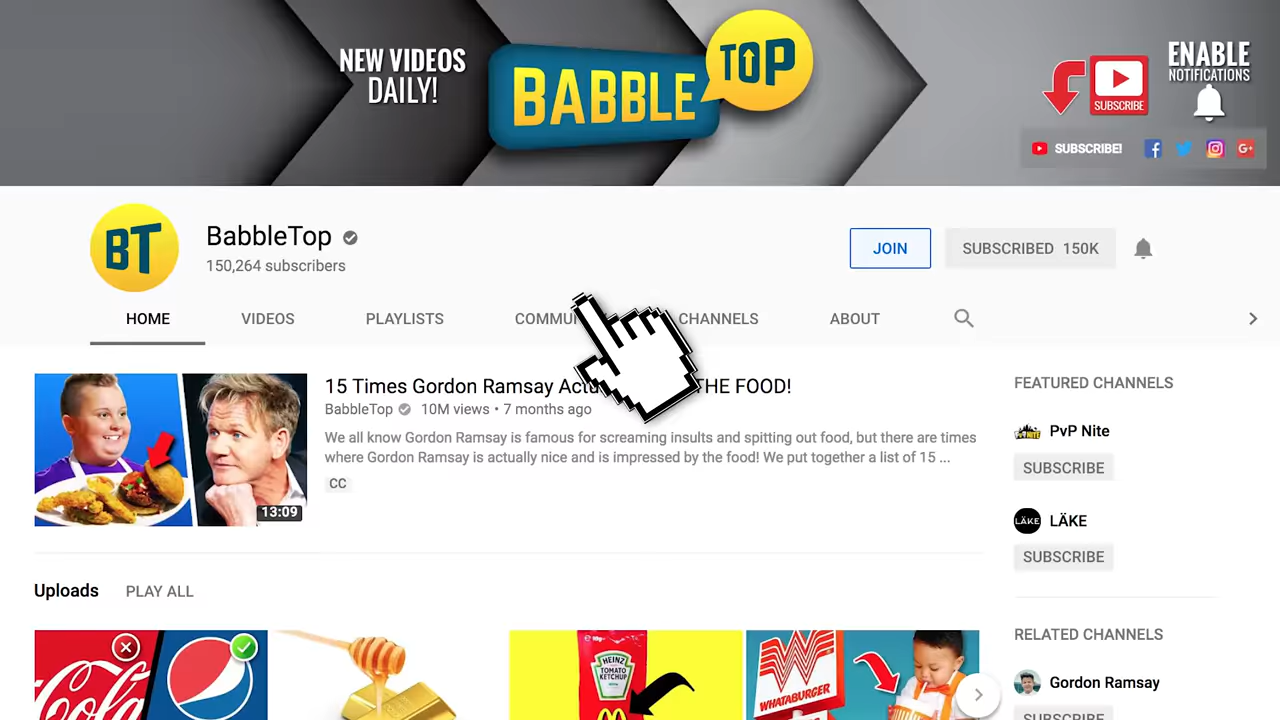 NEW VIDEOS
DAILY!
BABBLE
TOP
SUBSCRIBE
ENABLE
NOTIFICATIONS
SUBSCRIBE!
BT
BabbleTop
150,264 subscribers
JOIN
SUBSCRIBED 150K
HOME
VIDEOS
PLAYLISTS
COMMU
CHANNELS
ABOUT
15 Times Gordon Ramsay Actu THE FOOD!
BabbleTop 10M views • 7 months ago
We all know Gordon Ramsay is famous for screaming insults and spitting out food, but there are times
where Gordon Ramsay is actually nice and is impressed by the food! We put together a list of 15 ...
CC
13:09
FEATURED CHANNELS
PvP Nite
SUBSCRIBE
LÄKE
LÄKE
SUBSCRIBE
Uploads PLAY ALL
Coca
HEINZ
TOMATO
KETCHUP
WHATABURGER
RELATED CHANNELS
Gordon Ramsay
SUBSCRIBE